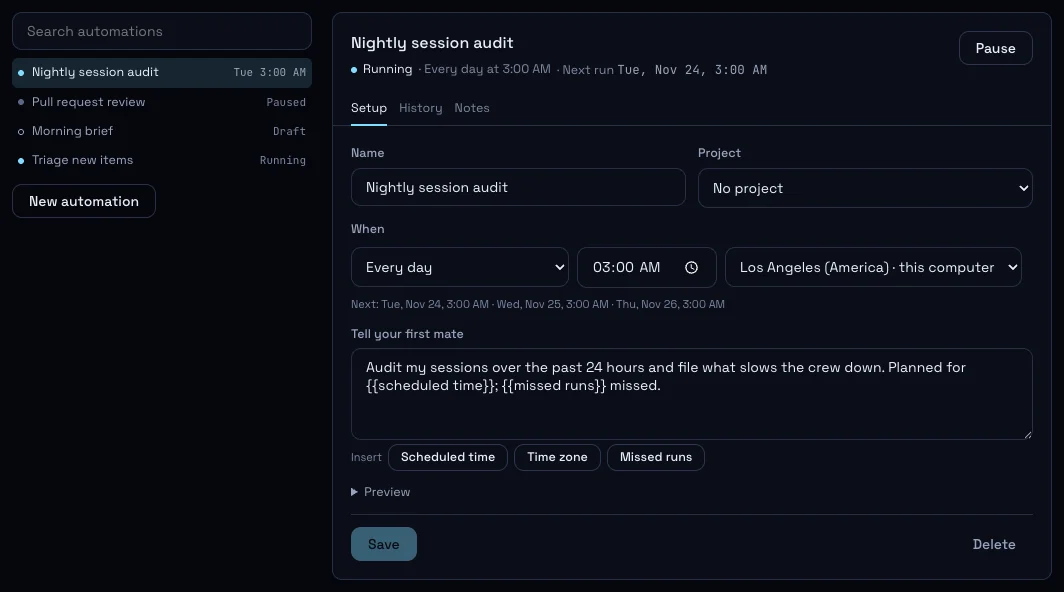 Search automations
Nightly session audit Tue 3:00 AM
Pull request review Paused
Morning brief Draft
Triage new items Running
New automation
Nightly session audit
Pause
Running · Every day at 3:00 AM · Next run Tue, Nov 24, 3:00 AM
Setup History Notes
Name Project
Nightly session audit No project
When
Every day 03:00 AM Los Angeles (America) · this computer
Next: Tue, Nov 24, 3:00 AM · Wed, Nov 25, 3:00 AM · Thu, Nov 26, 3:00 AM
Tell your first mate
Audit my sessions over the past 24 hours and file what slows the crew down. Planned for
{{scheduled time}}; {{missed runs}} missed.
Insert Scheduled time Time zone Missed runs
Preview
Save Delete